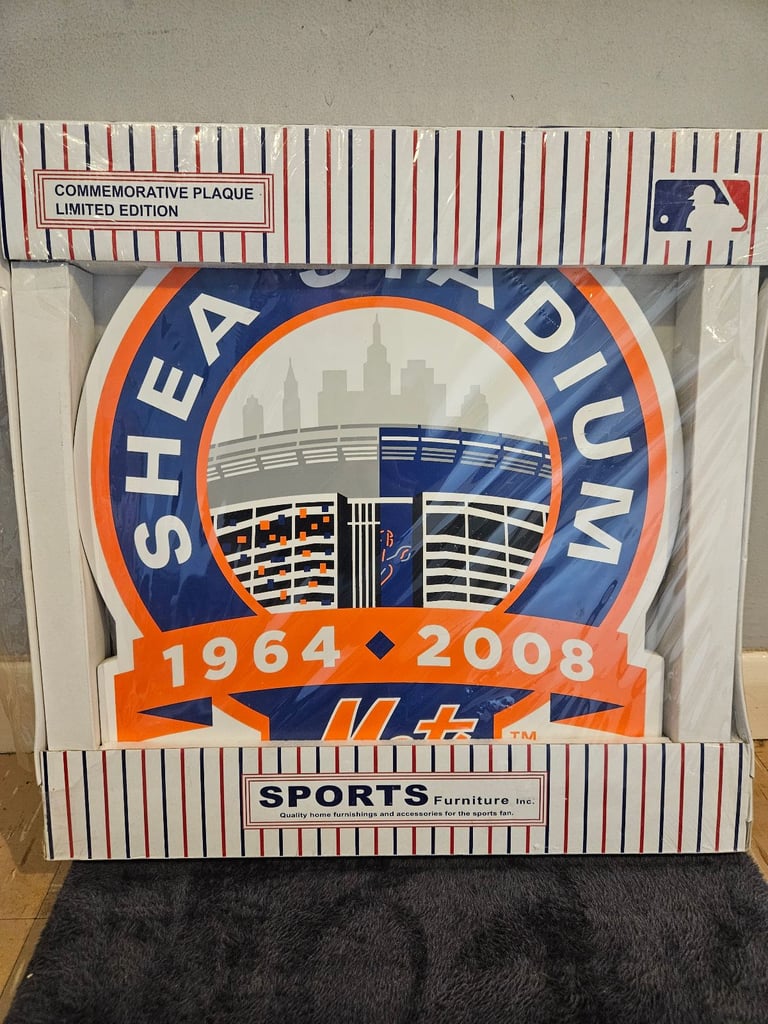 COMMEMORATIVE PLAQUE
LIMITED EDITION
SHEA STADIUM
1964 ◆ 2008
Mets
TM
SPORTS Furniture Inc.
Quality home furnishings and accessories for the sports fan.